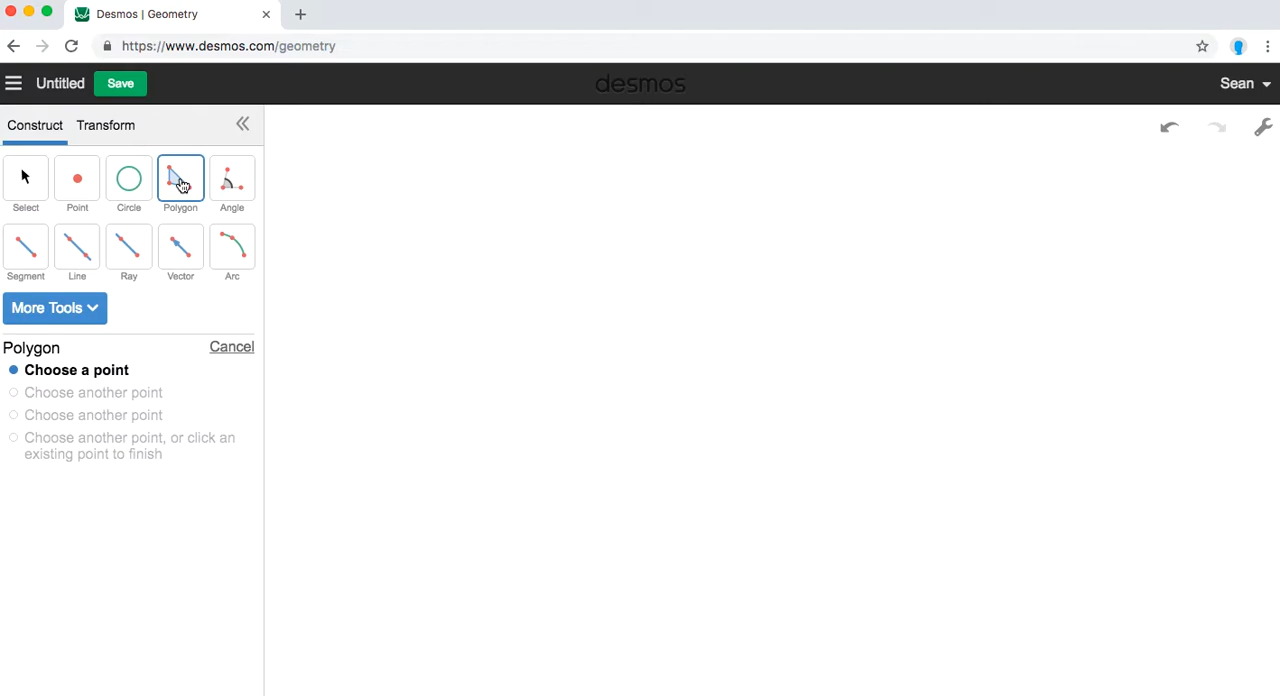 Desmos | Geometry
https://www.desmos.com/geometry
Untitled Save desmos Sean
Construct Transform
Select Point Circle Polygon Angle
Segment Line Ray Vector Arc
More Tools
Polygon Cancel
Choose a point
Choose another point
Choose another point
Choose another point, or click an
existing point to finish